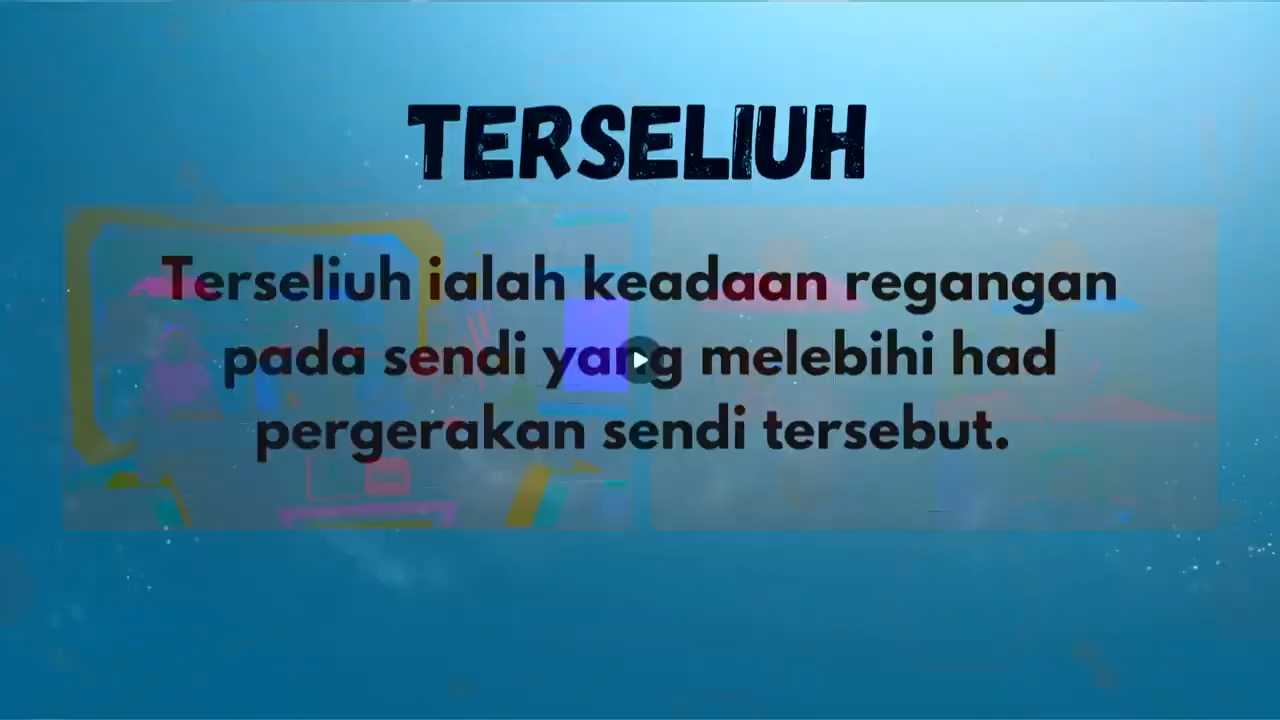 TERSELIUH
Terseliuh ialah keadaan regangan
pada sendi yang melebihi had
pergerakan sendi tersebut.